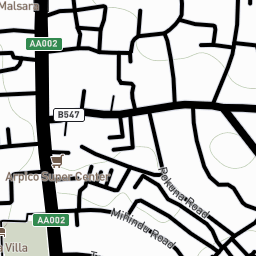 Malsara
AA002
B547
Arpico Super Center
Pokuna Road
AA002
Mihindu Road
Villa